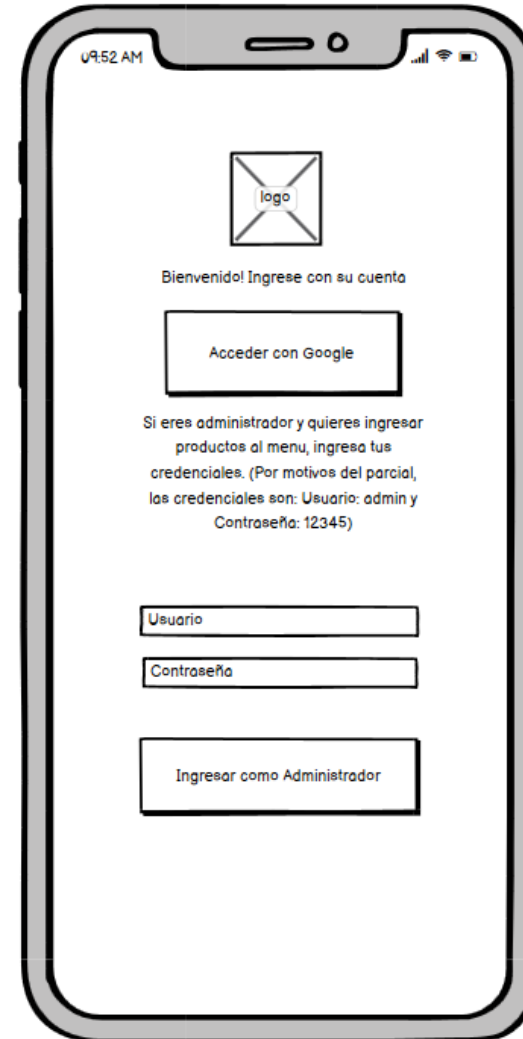 09:52 AM
logo
Bienvenido! Ingrese con su cuenta
Acceder con Google
Si eres administrador y quieres ingresar
productos al menu, ingresa tus
credenciales. (Por motivos del parcial,
las credenciales son: Usuario: admin y
Contraseña: 12345)
Usuario
Contraseña
Ingresar como Administrador